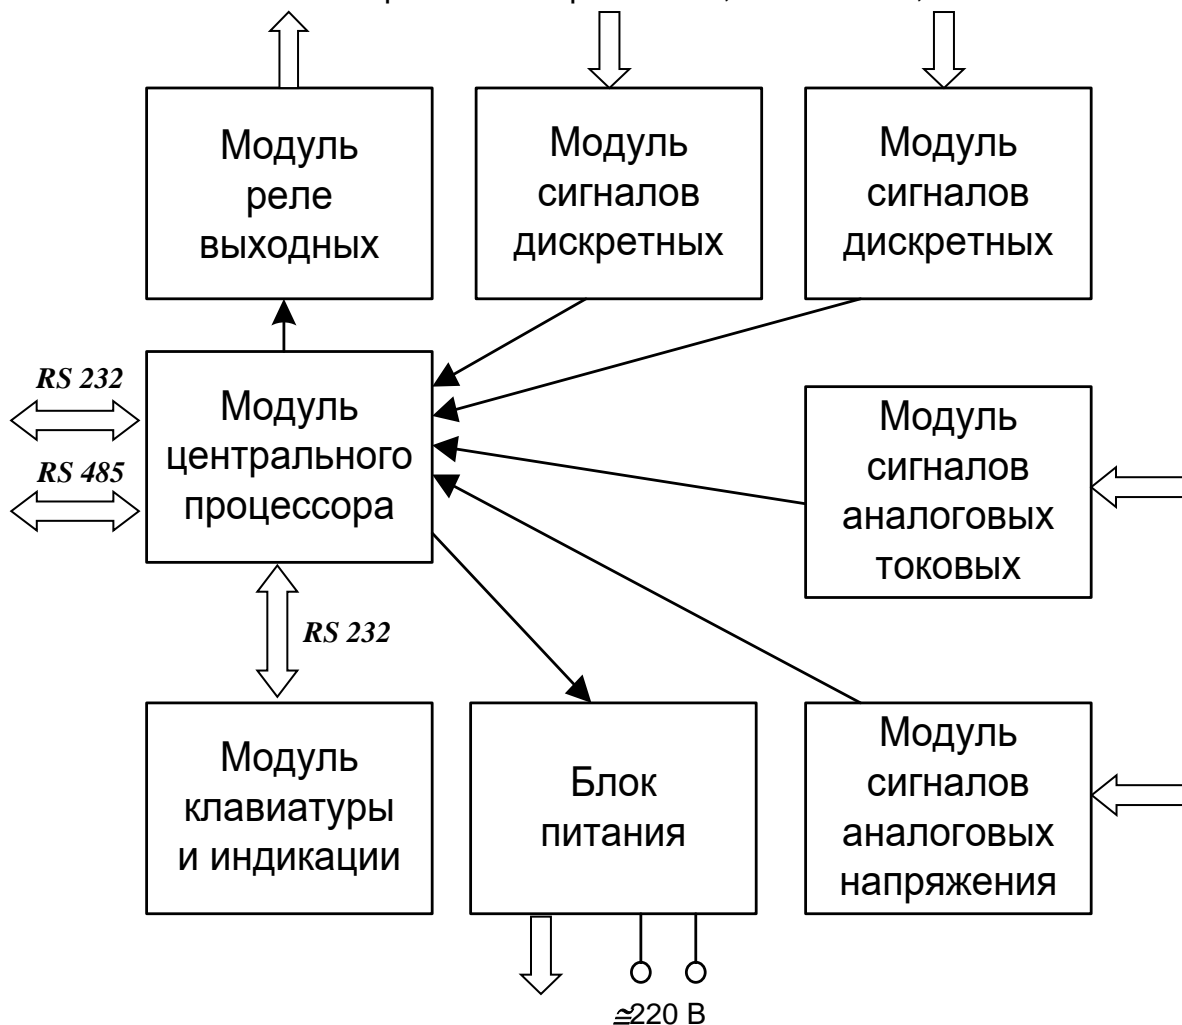 Модуль
реле
выходных
Модуль
сигналов
дискретных
Модуль
сигналов
дискретных
RS 232
RS 485
Модуль
центрального
процессора
Модуль
сигналов
аналоговых
токовых
RS 232
Модуль
клавиатуры
и индикации
Блок
питания
Модуль
сигналов
аналоговых
напряжения
≅220 В